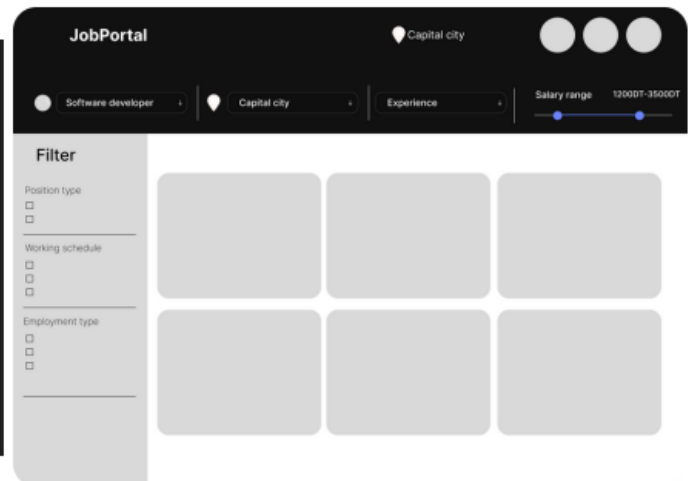 JobPortal
Capital city
Software developer
Capital city
Experience
Salary range
1200DT-3500DT
Filter
Position type
Working schedule
Employment type